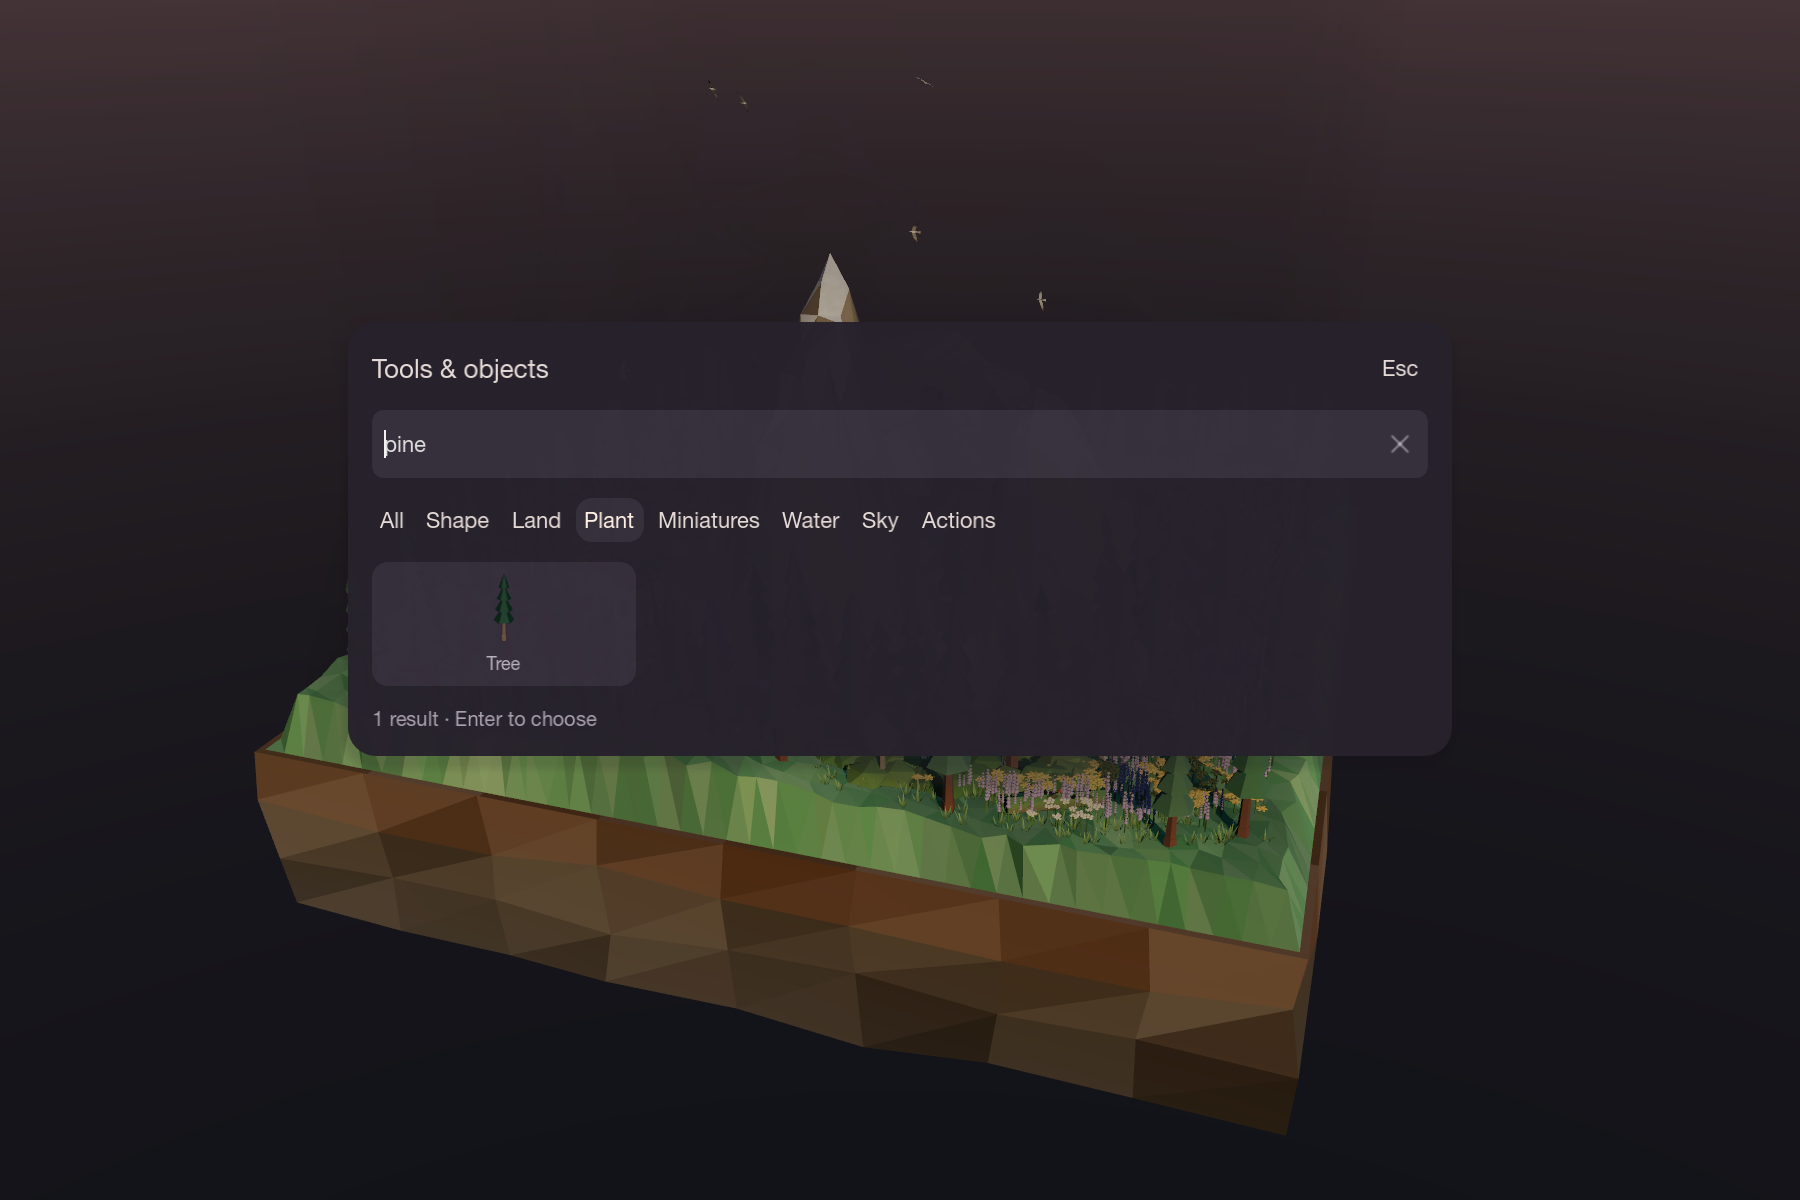 Tools & objects
Esc
pine
All Shape Land Plant Miniatures Water Sky Actions
Tree
1 result · Enter to choose